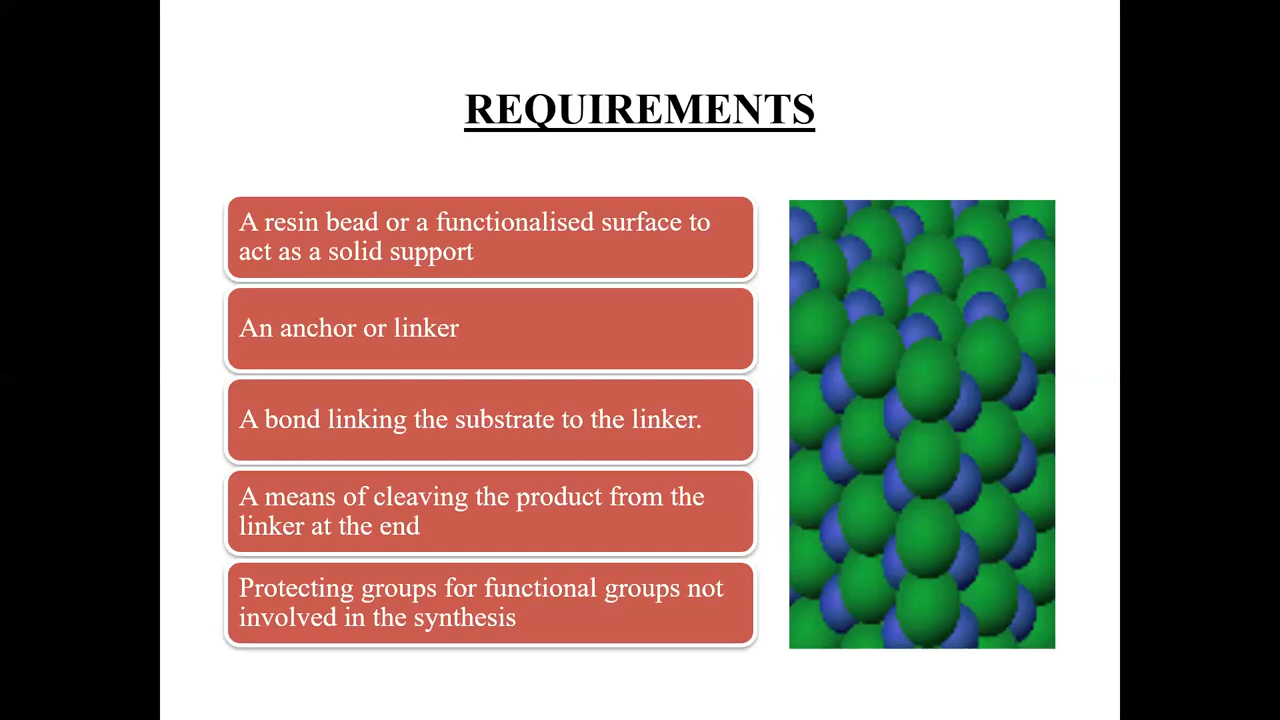 REQUIREMENTS
A resin bead or a functionalised surface to
act as a solid support
An anchor or linker
A bond linking the substrate to the linker.
A means of cleaving the product from the
linker at the end
Protecting groups for functional groups not
involved in the synthesis